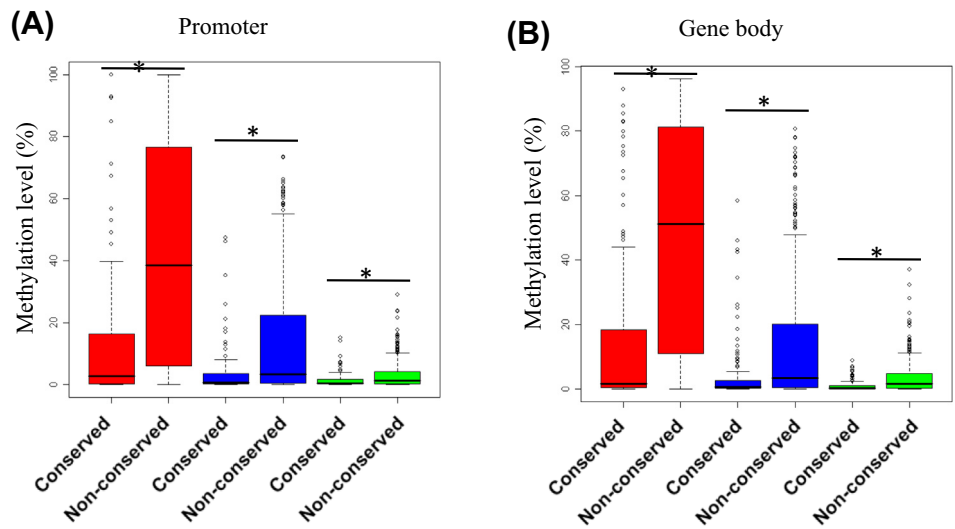 (A)
Promoter
Methylation level (%)
100
80
60
40
20
0
*
*
*
Conserved
Non-conserved
Conserved
Non-conserved
Conserved
Non-conserved
(B)
Gene body
Methylation level (%)
100
80
60
40
20
0
*
*
*
Conserved
Non-conserved
Conserved
Non-conserved
Conserved
Non-conserved